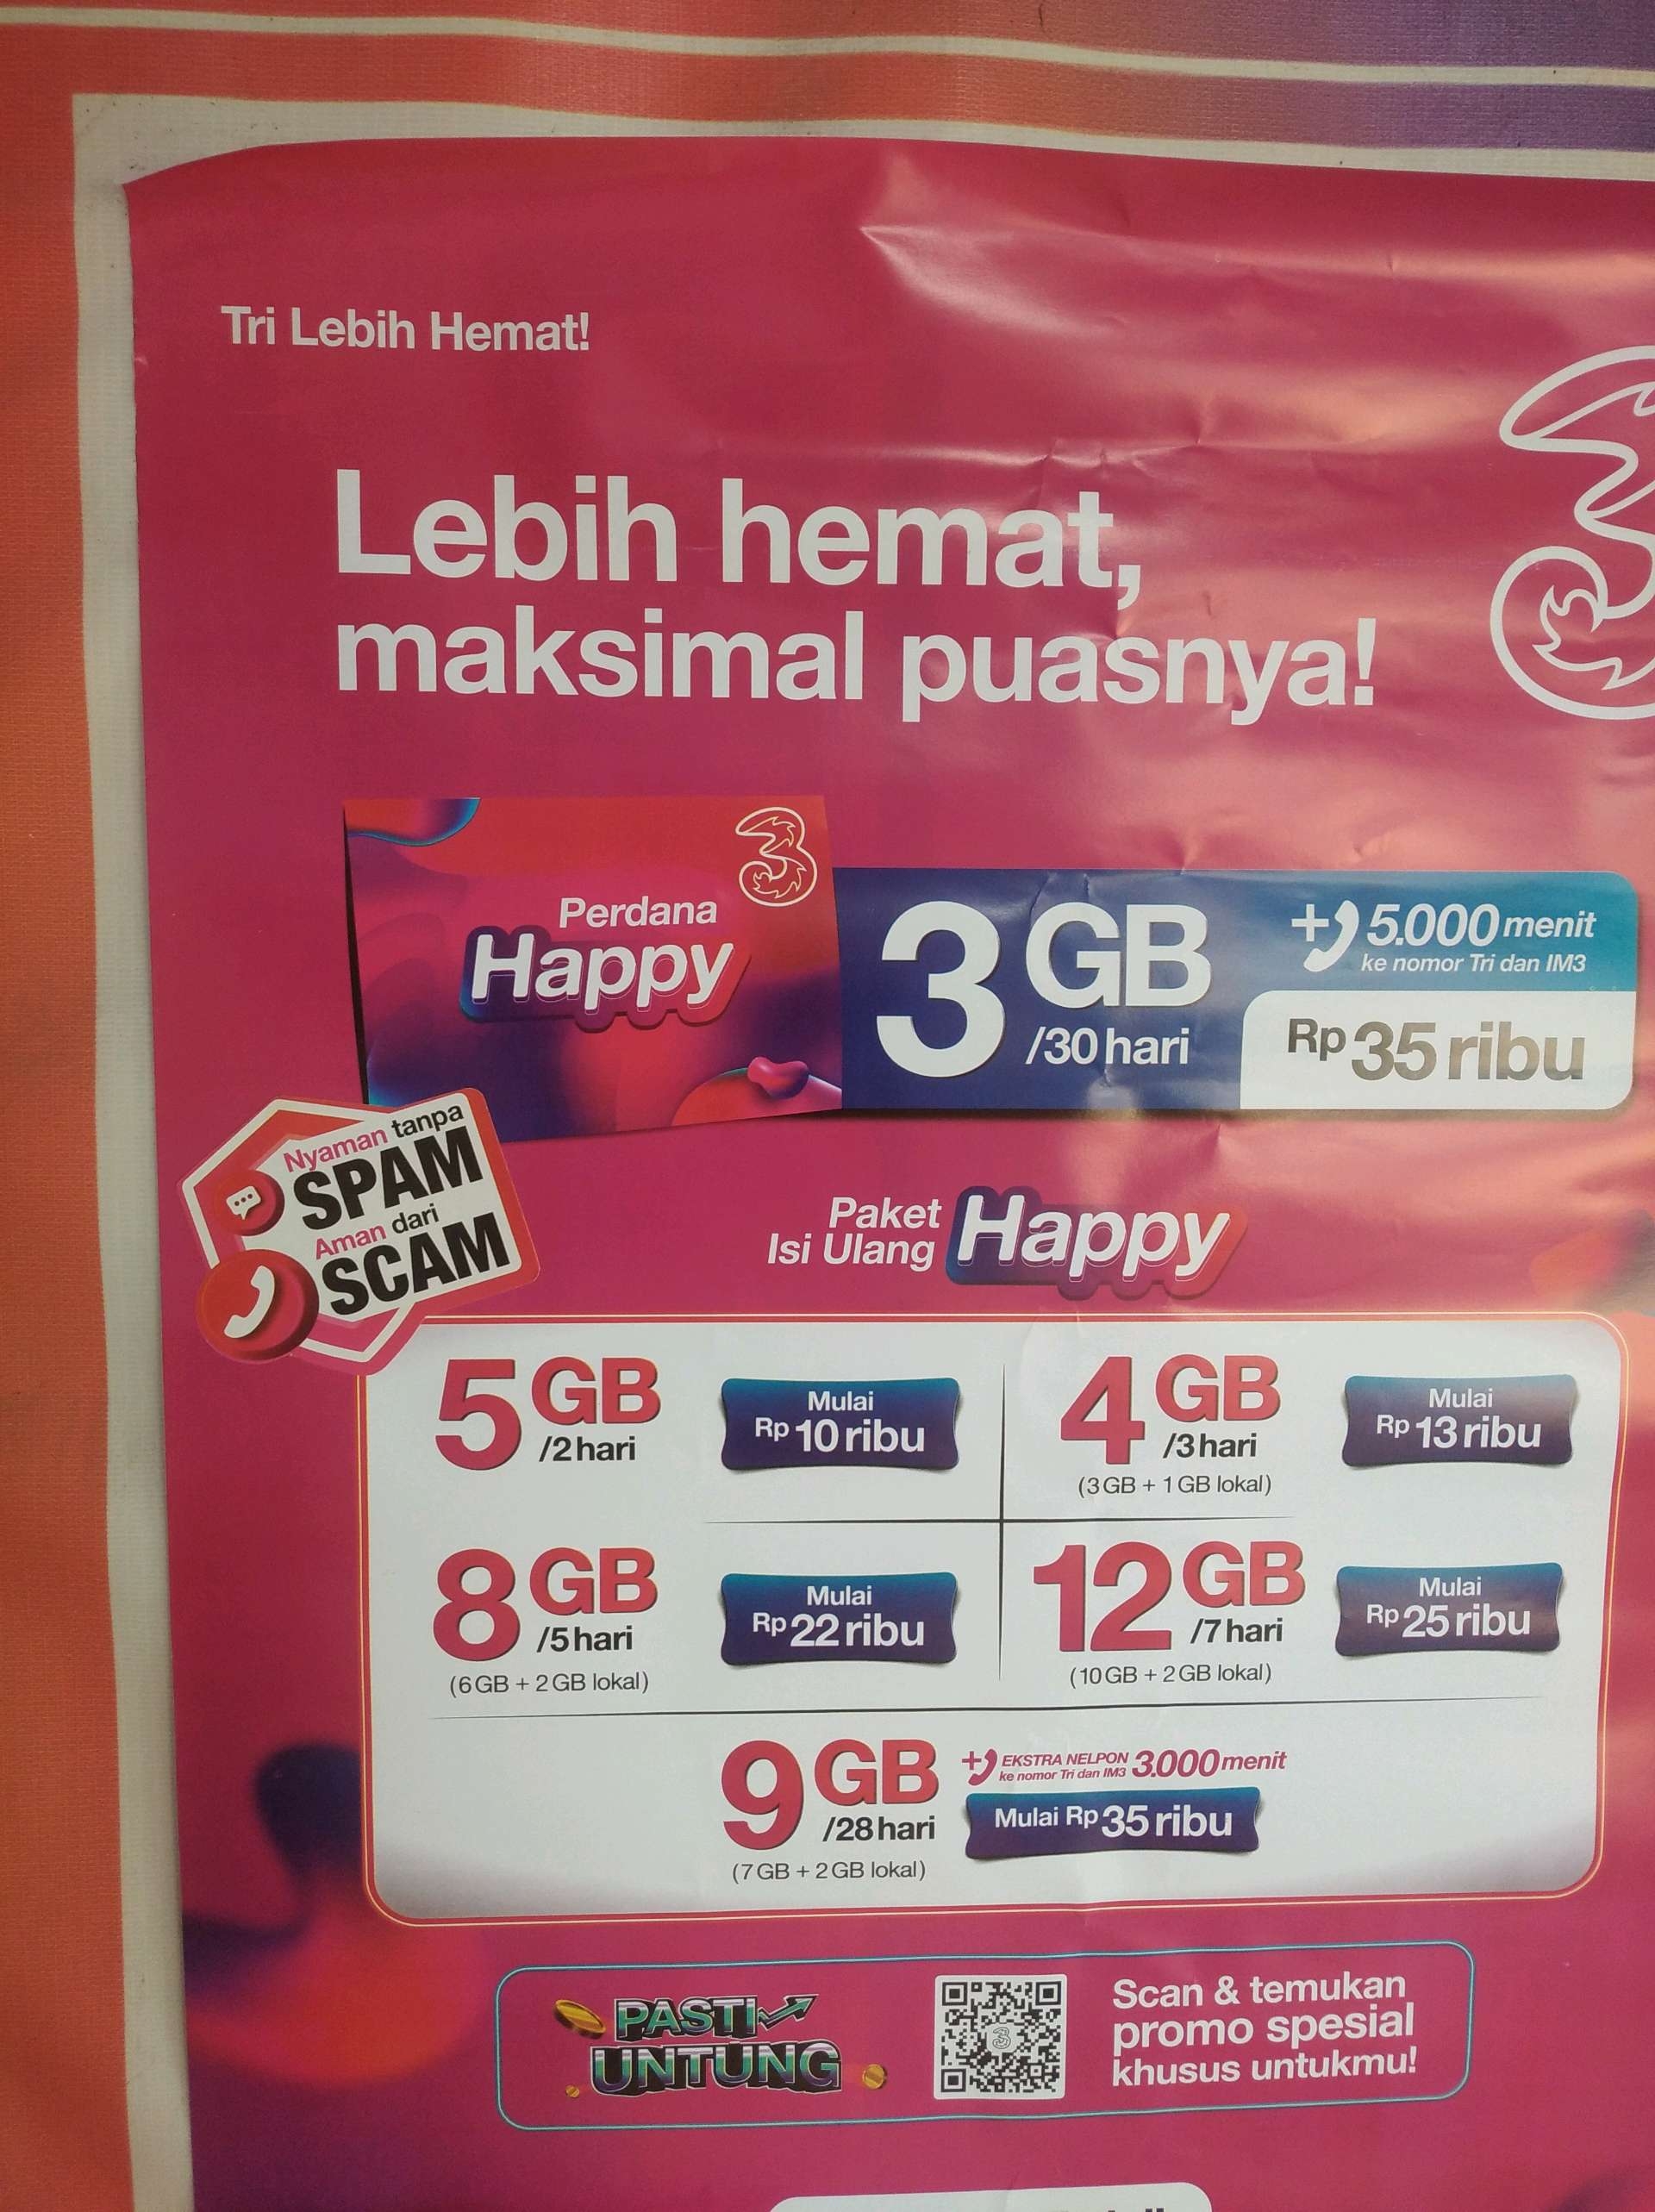 Tri Lebih Hemat!
Lebih hemat,
maksimal puasnya!
Perdana
Happy
3 GB
/30 hari
+ 5.000 menit
ke nomor Tri dan IM3
Rp 35 ribu
Nyaman tanpa
SPAM
Aman dari
SCAM
Paket
Isi Ulang
Happy
5 GB
/2 hari
Mulai
Rp 10 ribu
4 GB
/3 hari
(3 GB + 1 GB lokal)
Mulai
Rp 13 ribu
8 GB
/5 hari
(6 GB + 2 GB lokal)
Mulai
Rp 22 ribu
12 GB
/7 hari
(10 GB + 2 GB lokal)
Mulai
Rp 25 ribu
9 GB
/28 hari
(7 GB + 2 GB lokal)
+ EKSTRA NELPON 3.000 menit
ke nomor Tri dan IM3
Mulai Rp 35 ribu
PASTI
UNTUNG
Scan & temukan
promo spesial
khusus untukmu!